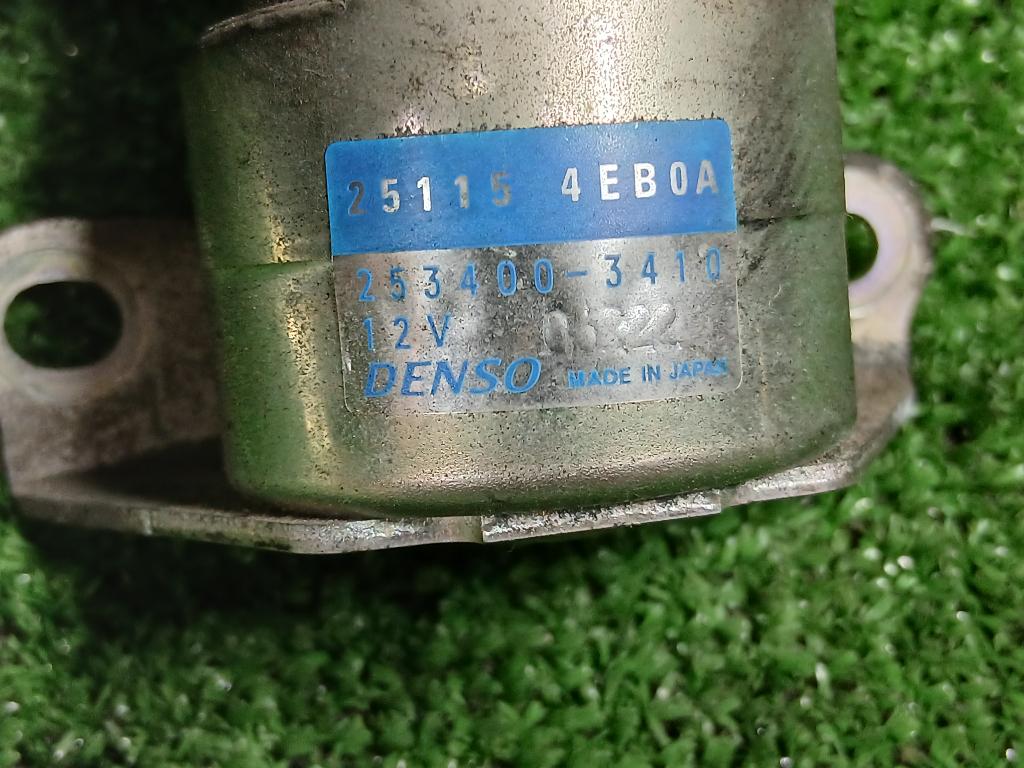 25115 4EB0A
253400-3410
12V
DENSO MADE IN JAPAN